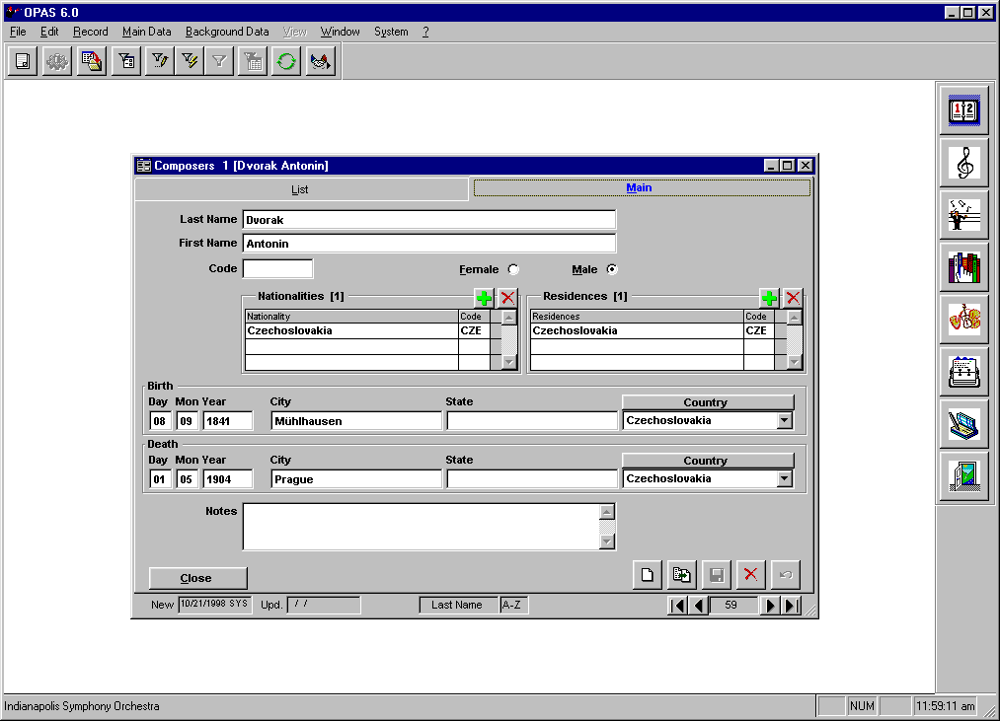 OPAS 6.0
File Edit Record Main Data Background Data View Window System ?
1 2
Composers 1 [Dvorak Antonin]
List Main
Last Name Dvorak
First Name Antonin
Code Female Male
Nationalities [1] Residences [1]
Nationality Code Residences Code
Czechoslovakia CZE Czechoslovakia CZE
Birth
Day Mon Year City State Country
08 09 1841 Mühlhausen Czechoslovakia
Death
Day Mon Year City State Country
01 05 1904 Prague Czechoslovakia
Notes
Close
New 10/21/1998 SYS Upd. / / Last Name A-Z 59
Indianapolis Symphony Orchestra NUM 11:59:11 am